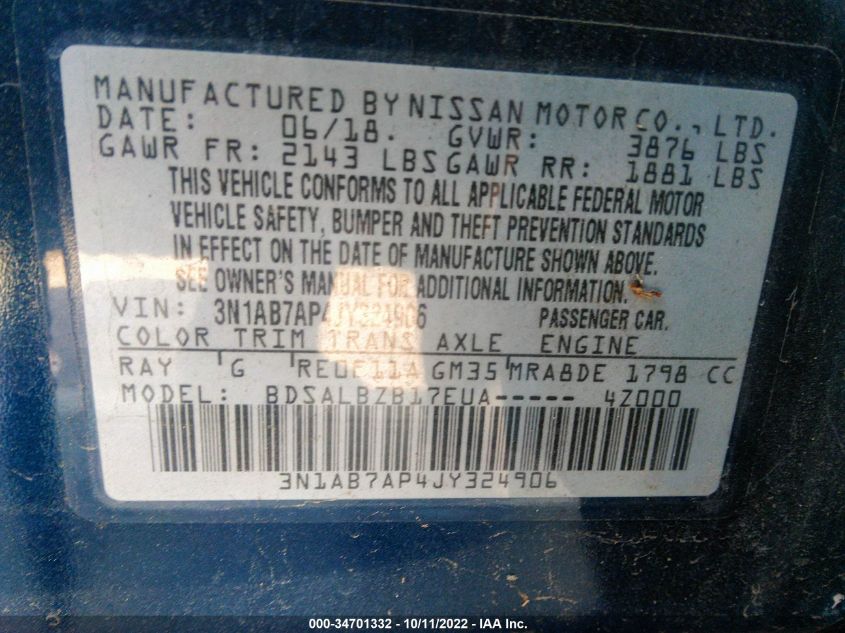 MANUFACTURED BY NISSAN MOTOR CO., LTD.
DATE: 06/18. GVWR: 3876 LBS
GAWR FR: 2143 LBS GAWR RR: 1881 LBS
THIS VEHICLE CONFORMS TO ALL APPLICABLE FEDERAL MOTOR
VEHICLE SAFETY, BUMPER AND THEFT PREVENTION STANDARDS
IN EFFECT ON THE DATE OF MANUFACTURE SHOWN ABOVE.
SEE OWNER'S MANUAL FOR ADDITIONAL INFORMATION.
VIN: 3N1AB7AP4JY324906 PASSENGER CAR.
COLOR TRIM TRANS AXLE ENGINE
RAY G RE0F11A GM35 MRA8DE 1798 CC
MODEL: BDSALBZB17EUA----- 4Z000
3N1AB7AP4JY324906
000-34701332 - 10/11/2022 - IAA Inc.